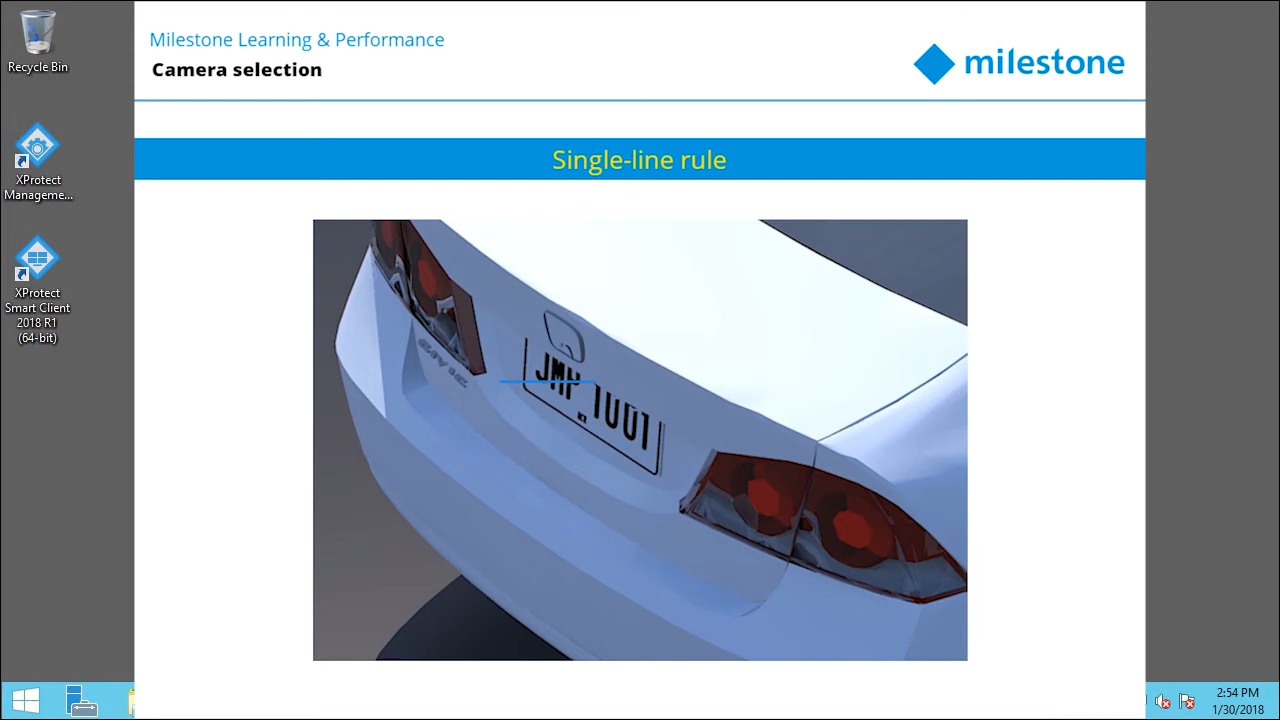 Recycle Bin
XProtect
Manageme...
XProtect
Smart Client
2018 R1
(64-bit)
Milestone Learning & Performance
Camera selection
milestone
Single-line rule
1001
2:54 PM
1/30/2018